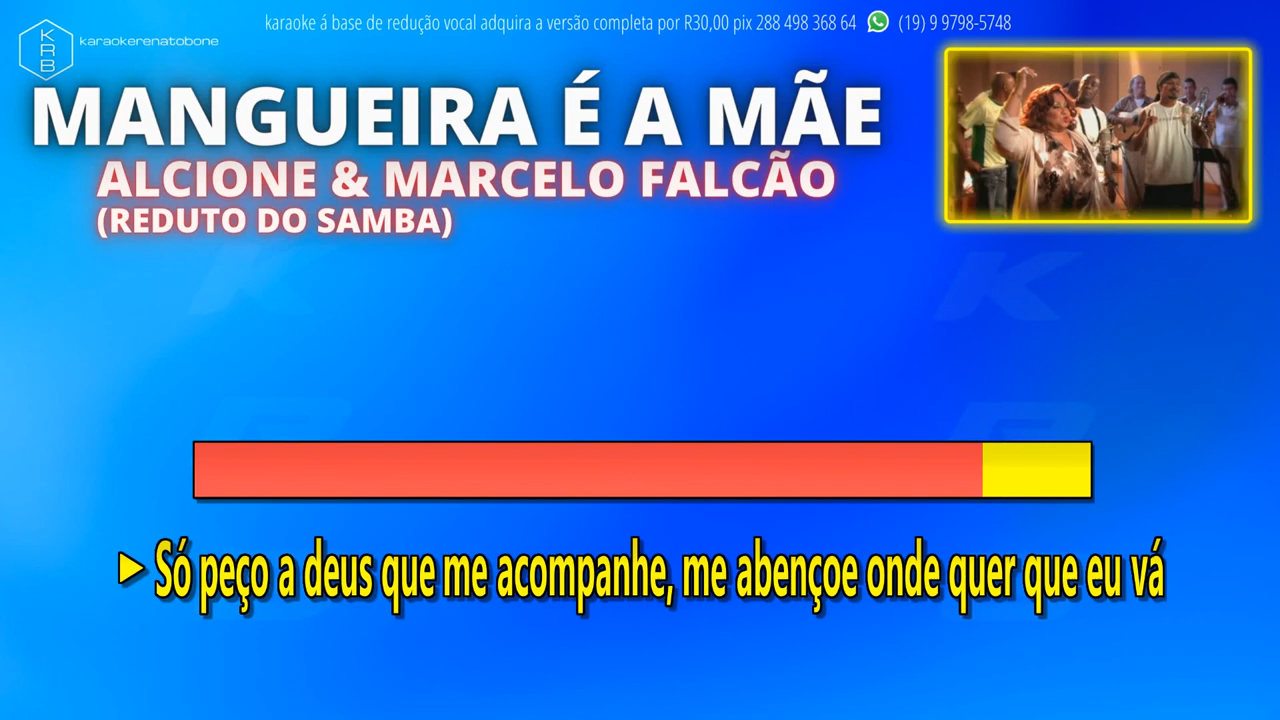 karaoke á base de redução vocal adquira a versão completa por R30,00 pix 288 498 368 64 (19) 9 9798-5748
KRB karaokerenatobone
MANGUEIRA É A MÃE
ALCIONE & MARCELO FALCÃO
(REDUTO DO SAMBA)
Só peço a deus que me acompanhe, me abençoe onde quer que eu vá